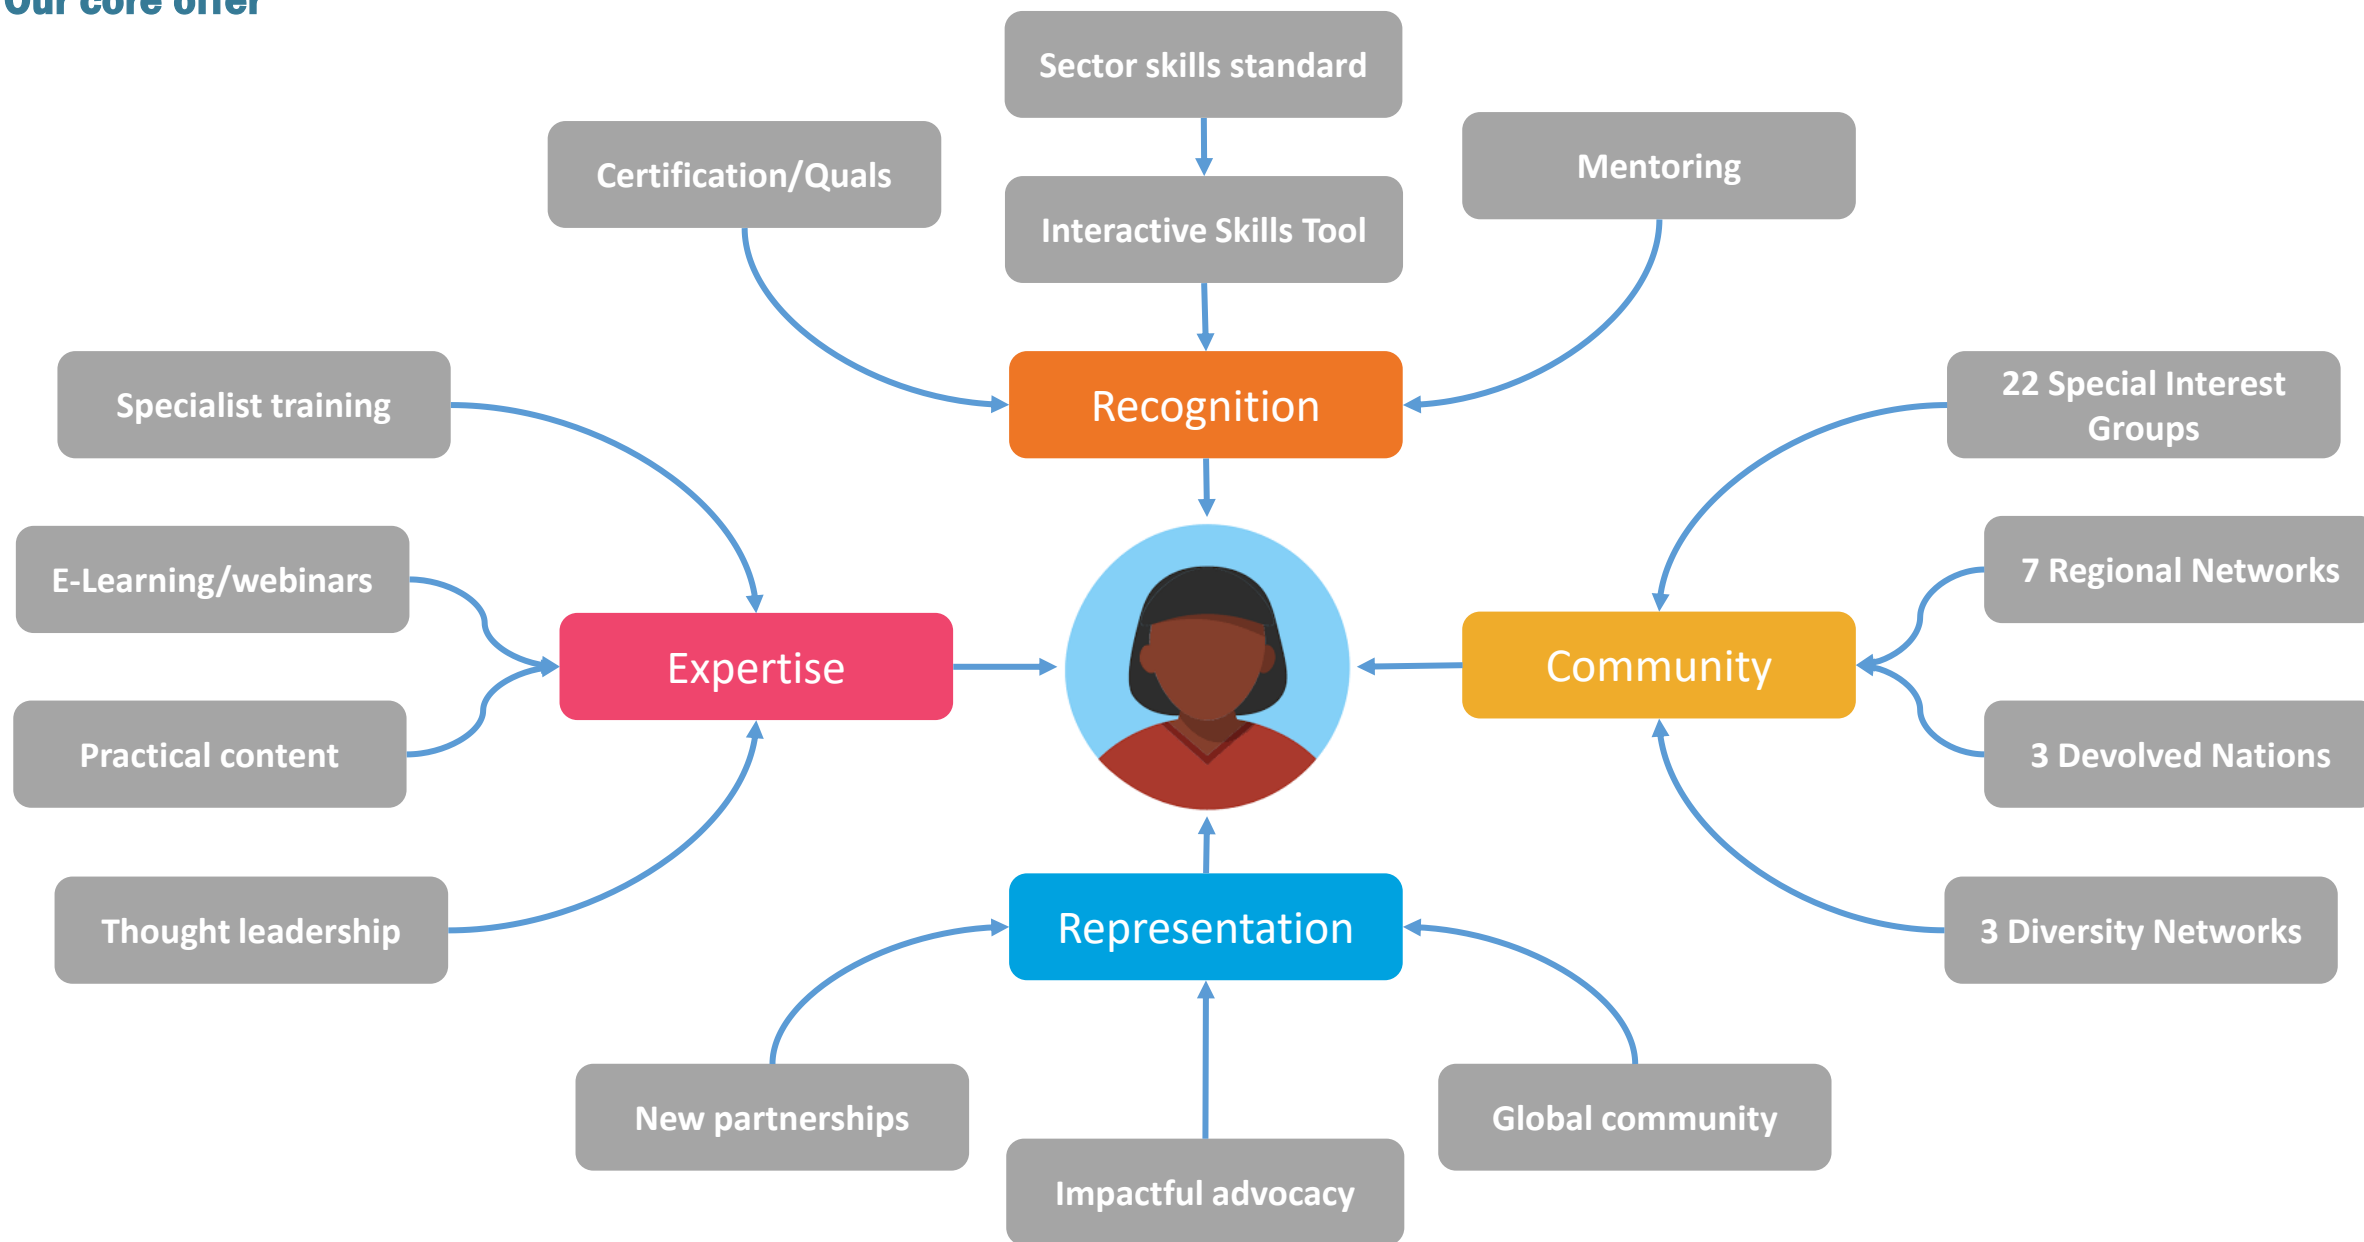 Our core offer
Sector skills standard
Certification/Quals
Mentoring
Interactive Skills Tool
Specialist training
Recognition
22 Special Interest
Groups
E-Learning/webinars
7 Regional Networks
Expertise
Community
Practical content
3 Devolved Nations
Thought leadership
Representation
3 Diversity Networks
New partnerships
Global community
Impactful advocacy